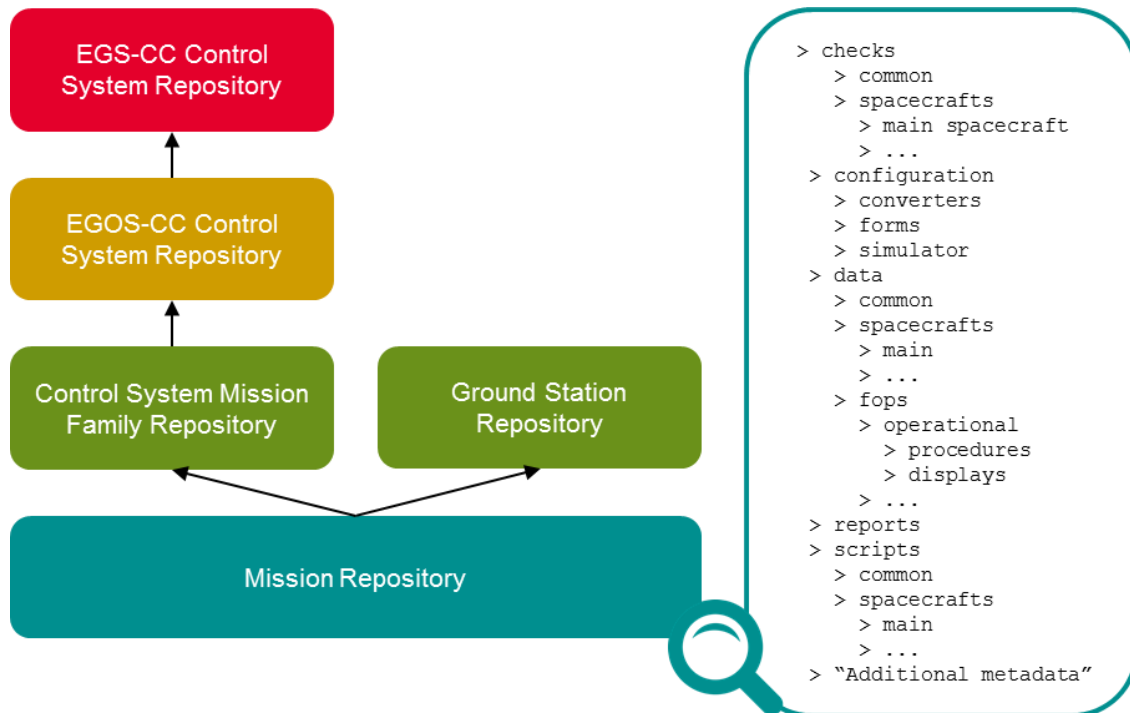 EGS-CC Control
System Repository
EGOS-CC Control
System Repository
Control System Mission
Family Repository
Ground Station
Repository
Mission Repository
> checks
> common
> spacecrafts
> main spacecraft
> ...
> configuration
> converters
> forms
> simulator
> data
> common
> spacecrafts
> main
> ...
> fops
> operational
> procedures
> displays
> ...
> reports
> scripts
> common
> spacecrafts
> main
> ...
> “Additional metadata”